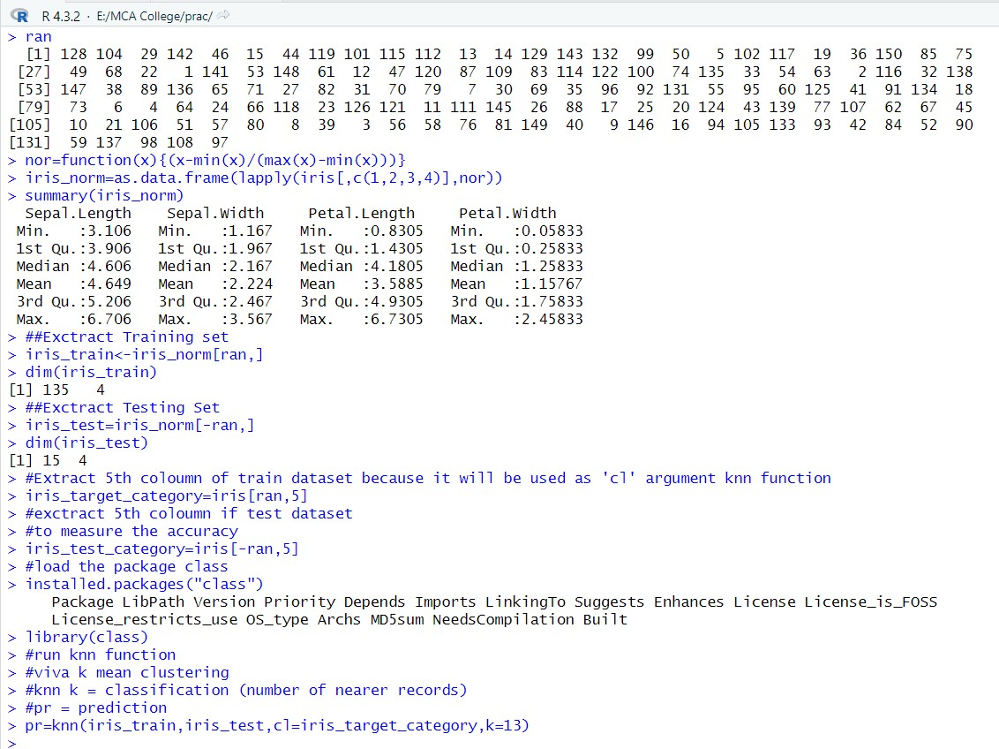 R 4.3.2 · E:/MCA College/prac/
> ran
[1] 128 104 29 142 46 15 44 119 101 115 112 13 14 129 143 132 99 50 5 102 117 19 36 150 85 75
[27] 49 68 22 1 141 53 148 61 12 47 120 87 109 83 114 122 100 74 135 33 54 63 2 116 32 138
[53] 147 38 89 136 65 71 27 82 31 70 79 7 30 69 35 96 92 131 55 95 60 125 41 91 134 18
[79] 73 6 4 64 24 66 118 23 126 121 11 111 145 26 88 17 25 20 124 43 139 77 107 62 67 45
[105] 10 21 106 51 57 80 8 39 3 56 58 76 81 149 40 9 146 16 94 105 133 93 42 84 52 90
[131] 59 137 98 108 97
> nor=function(x){(x-min(x)/(max(x)-min(x)))}
> iris_norm=as.data.frame(lapply(iris[,c(1,2,3,4)],nor))
> summary(iris_norm)
Sepal.Length Sepal.Width Petal.Length Petal.Width
Min. :3.106 Min. :1.167 Min. :0.8305 Min. :0.05833
1st Qu.:3.906 1st Qu.:1.967 1st Qu.:1.4305 1st Qu.:0.25833
Median :4.606 Median :2.167 Median :4.1805 Median :1.25833
Mean :4.649 Mean :2.224 Mean :3.5885 Mean :1.15767
3rd Qu.:5.206 3rd Qu.:2.467 3rd Qu.:4.9305 3rd Qu.:1.75833
Max. :6.706 Max. :3.567 Max. :6.7305 Max. :2.45833
> ##Exctract Training set
> iris_train<-iris_norm[ran,]
> dim(iris_train)
[1] 135 4
> ##Exctract Testing Set
> iris_test=iris_norm[-ran,]
> dim(iris_test)
[1] 15 4
> #Extract 5th coloumn of train dataset because it will be used as 'cl' argument knn function
> iris_target_category=iris[ran,5]
> #exctract 5th coloumn if test dataset
> #to measure the accuracy
> iris_test_category=iris[-ran,5]
> #load the package class
> installed.packages("class")
Package LibPath Version Priority Depends Imports LinkingTo Suggests Enhances License License_is_FOSS
License_restricts_use OS_type Archs MD5sum NeedsCompilation Built
> library(class)
> #run knn function
> #viva k mean clustering
> #knn k = classification (number of nearer records)
> #pr = prediction
> pr=knn(iris_train,iris_test,cl=iris_target_category,k=13)
>